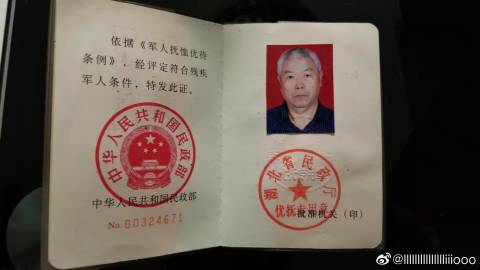 依据《军人抚恤优待
条例》，经评定符合残疾
军人条件，特发此证。
中华人民共和国民政部
中华人民共和国民政部
No. 00324671
湖北省民政厅
优抚专用章
批准机关（印）